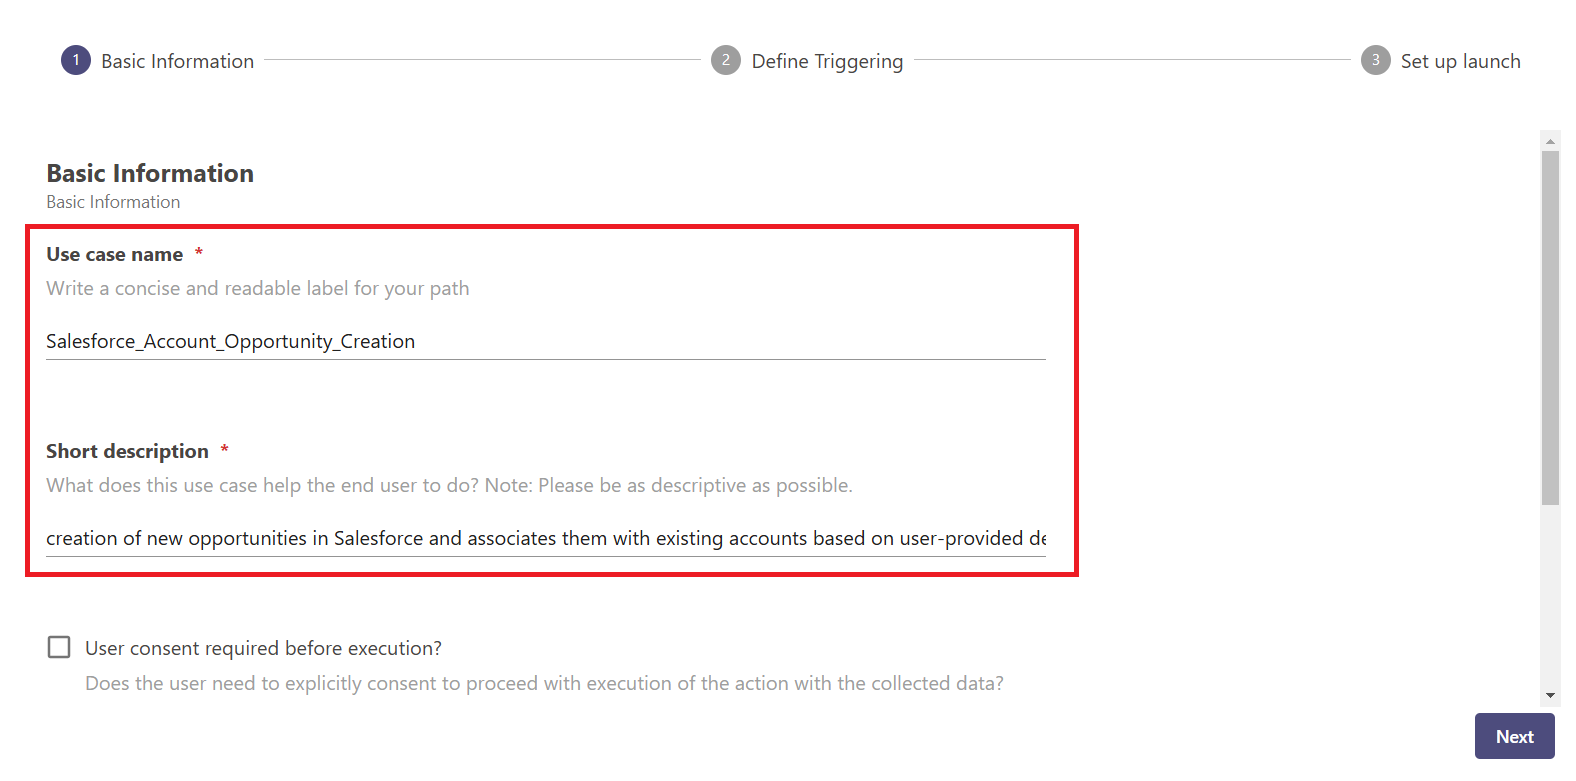 1 Basic Information
2 Define Triggering
3 Set up launch
Basic Information
Basic Information
Use case name *
Write a concise and readable label for your path
Salesforce_Account_Opportunity_Creation
Short description *
What does this use case help the end user to do? Note: Please be as descriptive as possible.
creation of new opportunities in Salesforce and associates them with existing accounts based on user-provided de
User consent required before execution?
Does the user need to explicitly consent to proceed with execution of the action with the collected data?
Next